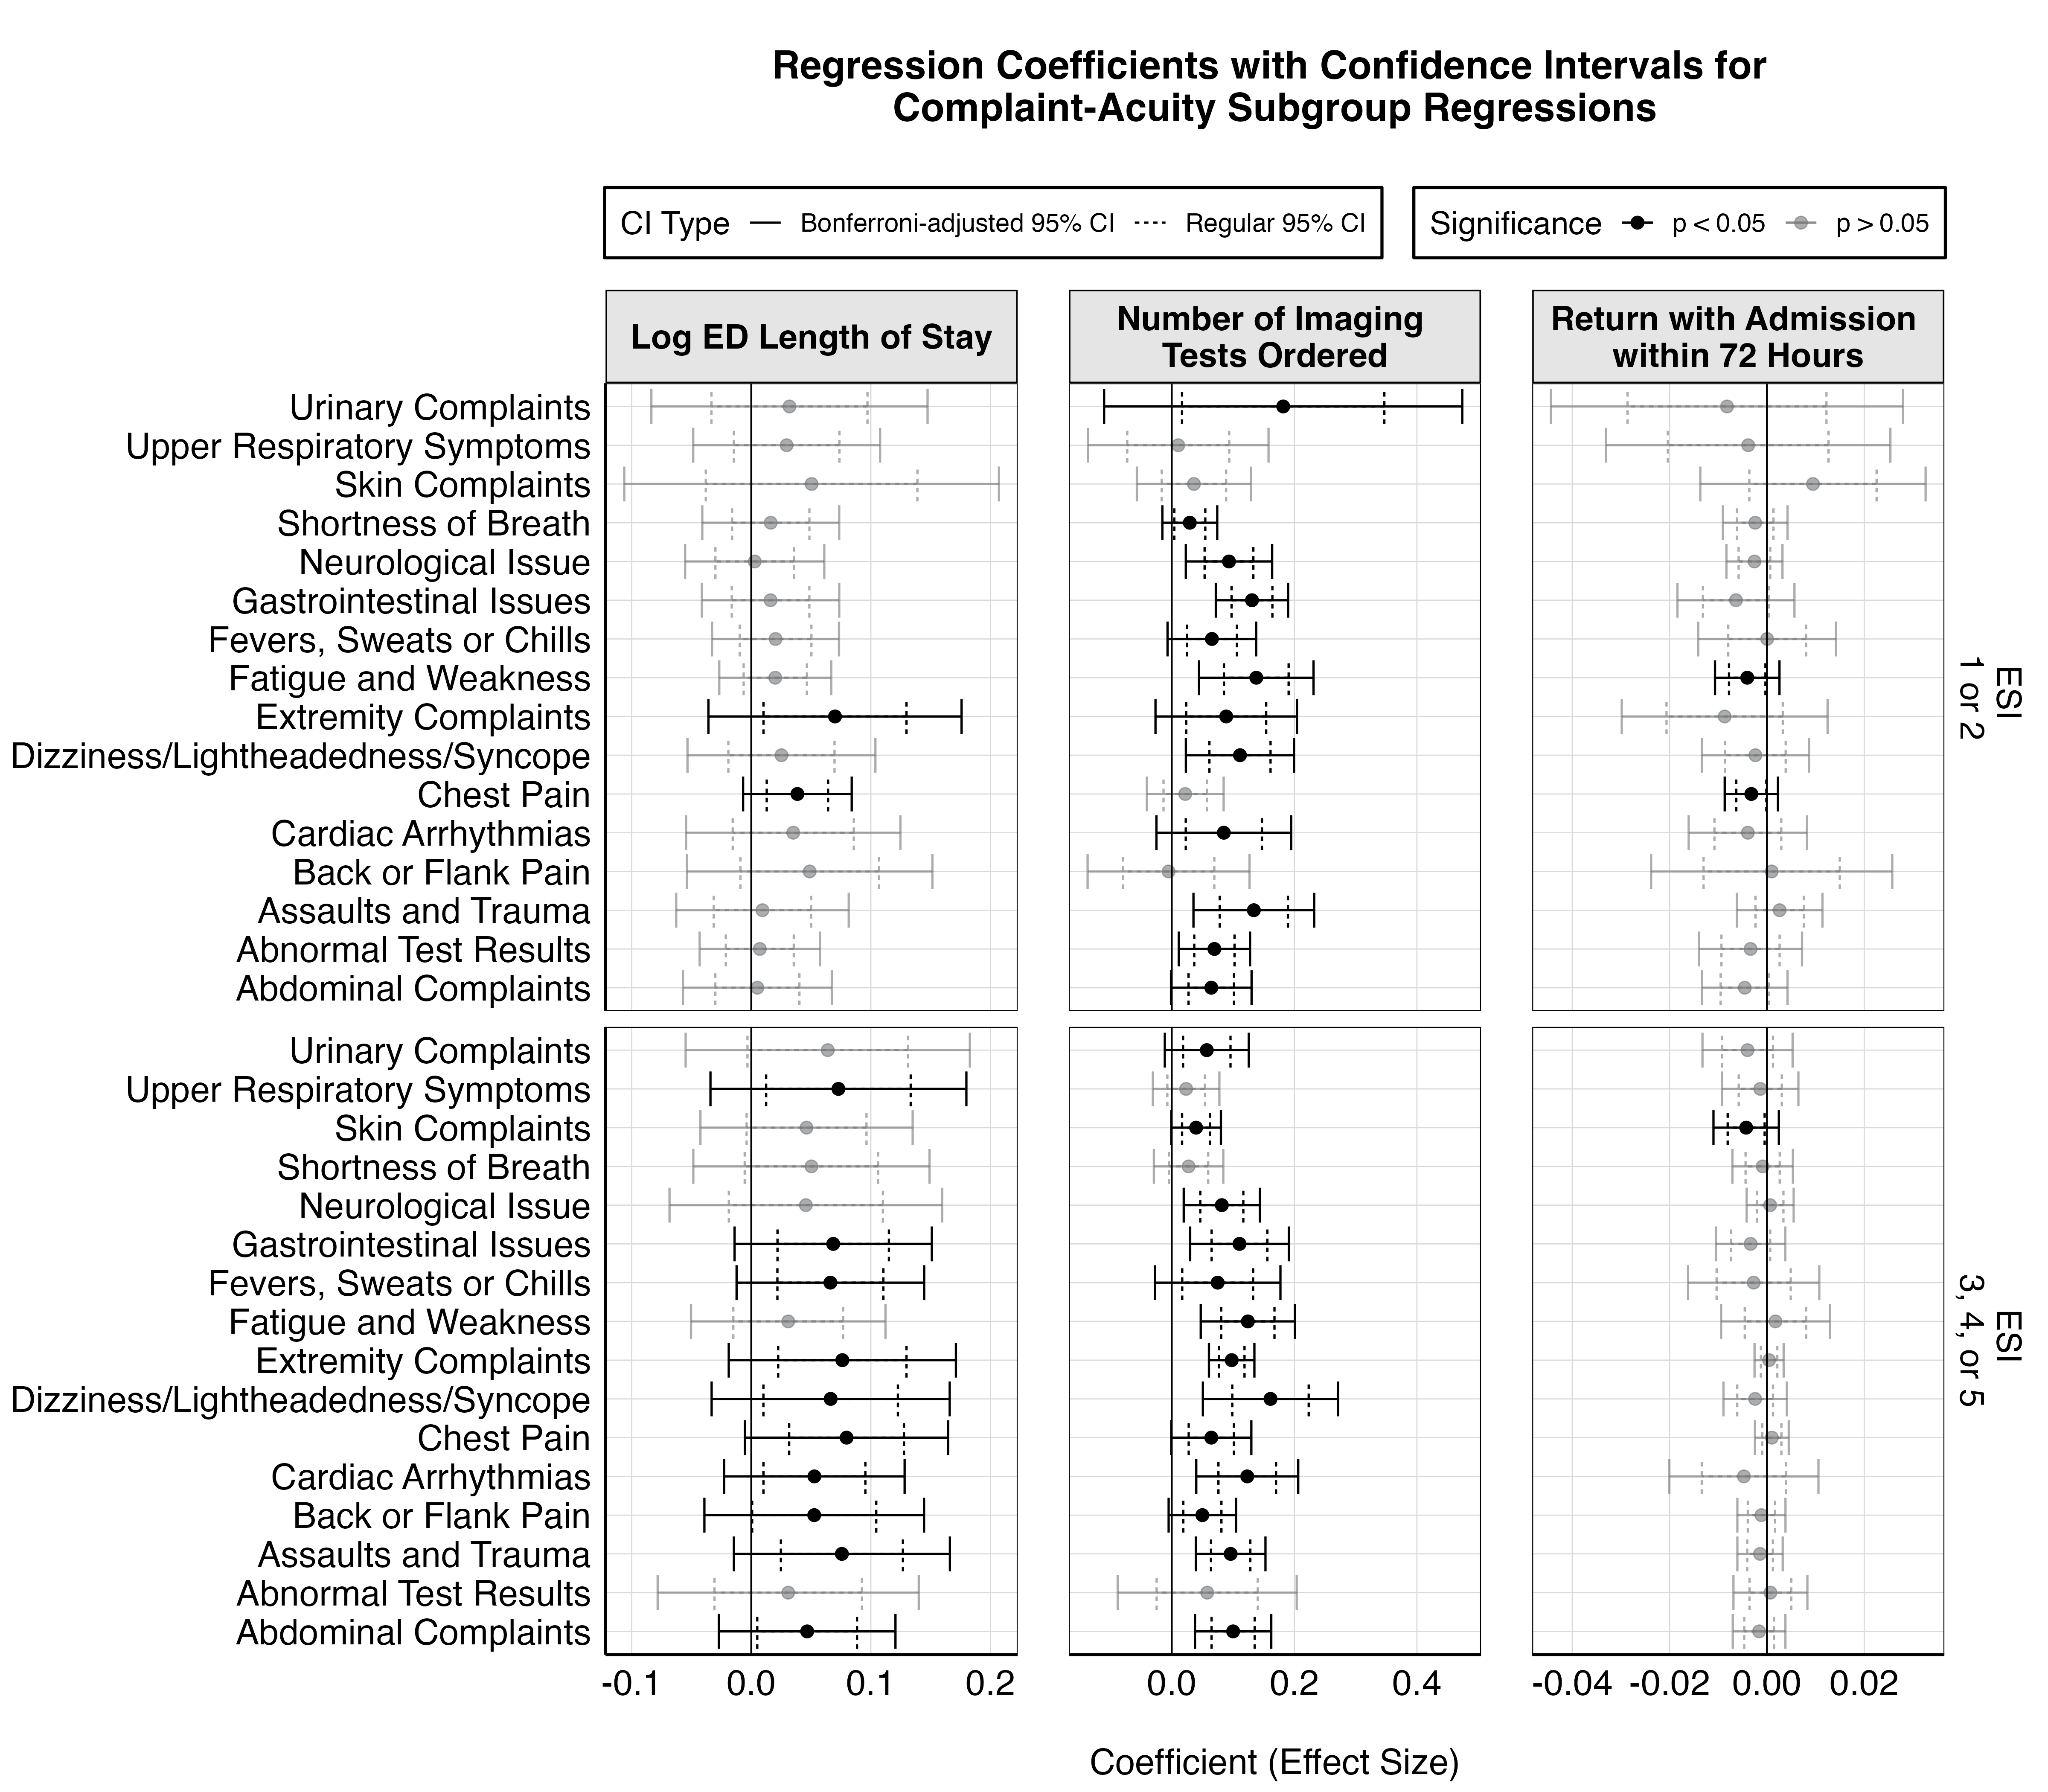 Regression Coefficients with Confidence Intervals for
Complaint-Acuity Subgroup Regressions
CI Type Bonferroni-adjusted 95% CI Regular 95% CI
Significance p < 0.05 p > 0.05
Log ED Length of Stay
Number of Imaging
Tests Ordered
Return with Admission
within 72 Hours
Urinary Complaints
Upper Respiratory Symptoms
Skin Complaints
Shortness of Breath
Neurological Issue
Gastrointestinal Issues
Fevers, Sweats or Chills
Fatigue and Weakness
Extremity Complaints
Dizziness/Lightheadedness/Syncope
Chest Pain
Cardiac Arrhythmias
Back or Flank Pain
Assaults and Trauma
Abnormal Test Results
Abdominal Complaints
ESI
1 or 2
Urinary Complaints
Upper Respiratory Symptoms
Skin Complaints
Shortness of Breath
Neurological Issue
Gastrointestinal Issues
Fevers, Sweats or Chills
Fatigue and Weakness
Extremity Complaints
Dizziness/Lightheadedness/Syncope
Chest Pain
Cardiac Arrhythmias
Back or Flank Pain
Assaults and Trauma
Abnormal Test Results
Abdominal Complaints
ESI
3, 4, or 5
-0.1 0.0 0.1 0.2
0.0 0.2 0.4
-0.04 -0.02 0.00 0.02
Coefficient (Effect Size)